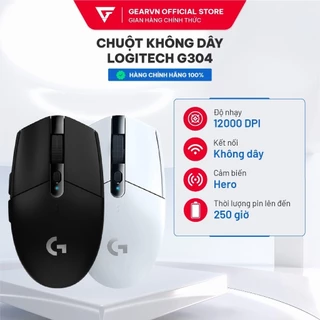 GEARVN OFFICIAL STORE
GIAN HÀNG CHÍNH THỨC
CHUỘT KHÔNG DÂY
LOGITECH G304
HÀNG CHÍNH HÃNG 100%
Độ nhạy
12000 DPI
Kết nối
Không dây
Cảm biến
Hero
Thời lượng pin lên đến
250 giờ